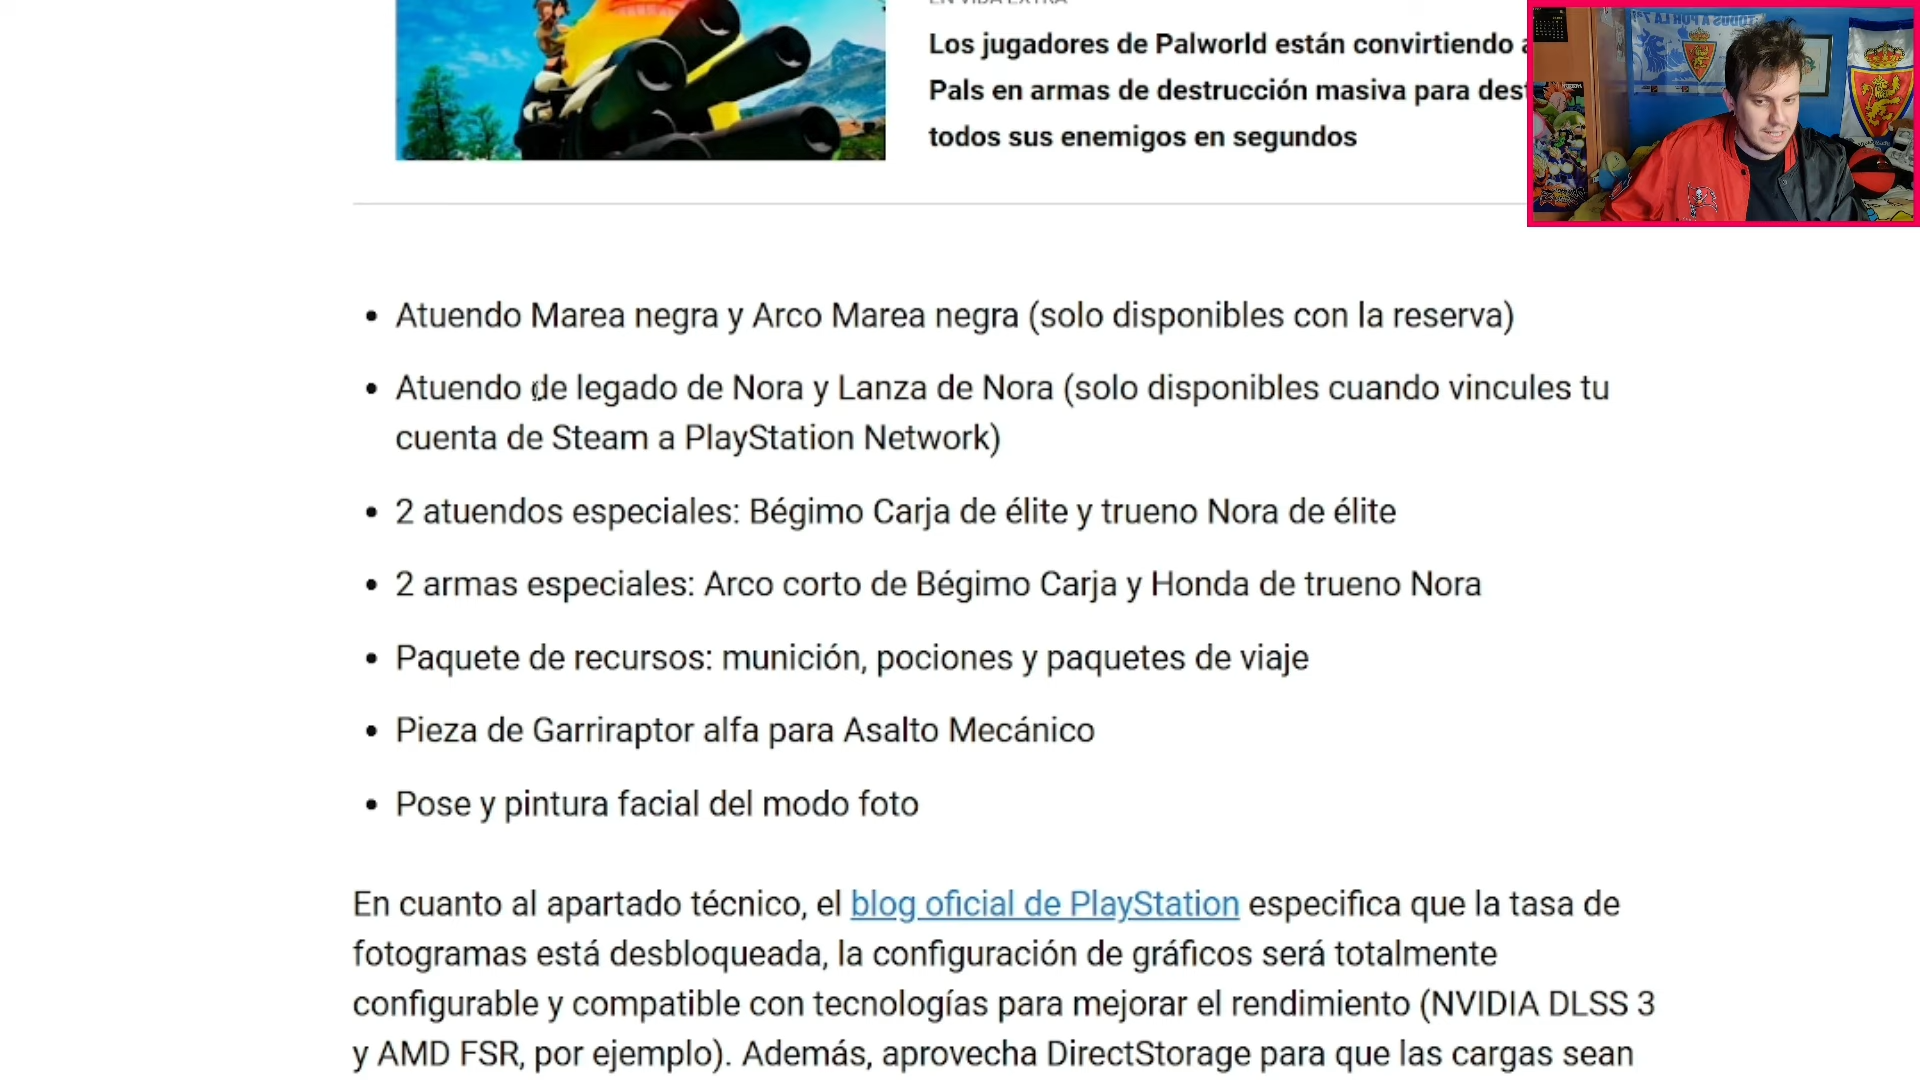 EN VIDA EXTRA
Los jugadores de Palworld están convirtiendo a
Pals en armas de destrucción masiva para dest
todos sus enemigos en segundos
• Atuendo Marea negra y Arco Marea negra (solo disponibles con la reserva)
• Atuendo de legado de Nora y Lanza de Nora (solo disponibles cuando vincules tu
cuenta de Steam a PlayStation Network)
• 2 atuendos especiales: Bégimo Carja de élite y trueno Nora de élite
• 2 armas especiales: Arco corto de Bégimo Carja y Honda de trueno Nora
• Paquete de recursos: munición, pociones y paquetes de viaje
• Pieza de Garriraptor alfa para Asalto Mecánico
• Pose y pintura facial del modo foto
En cuanto al apartado técnico, el blog oficial de PlayStation especifica que la tasa de
fotogramas está desbloqueada, la configuración de gráficos será totalmente
configurable y compatible con tecnologías para mejorar el rendimiento (NVIDIA DLSS 3
y AMD FSR, por ejemplo). Además, aprovecha DirectStorage para que las cargas sean